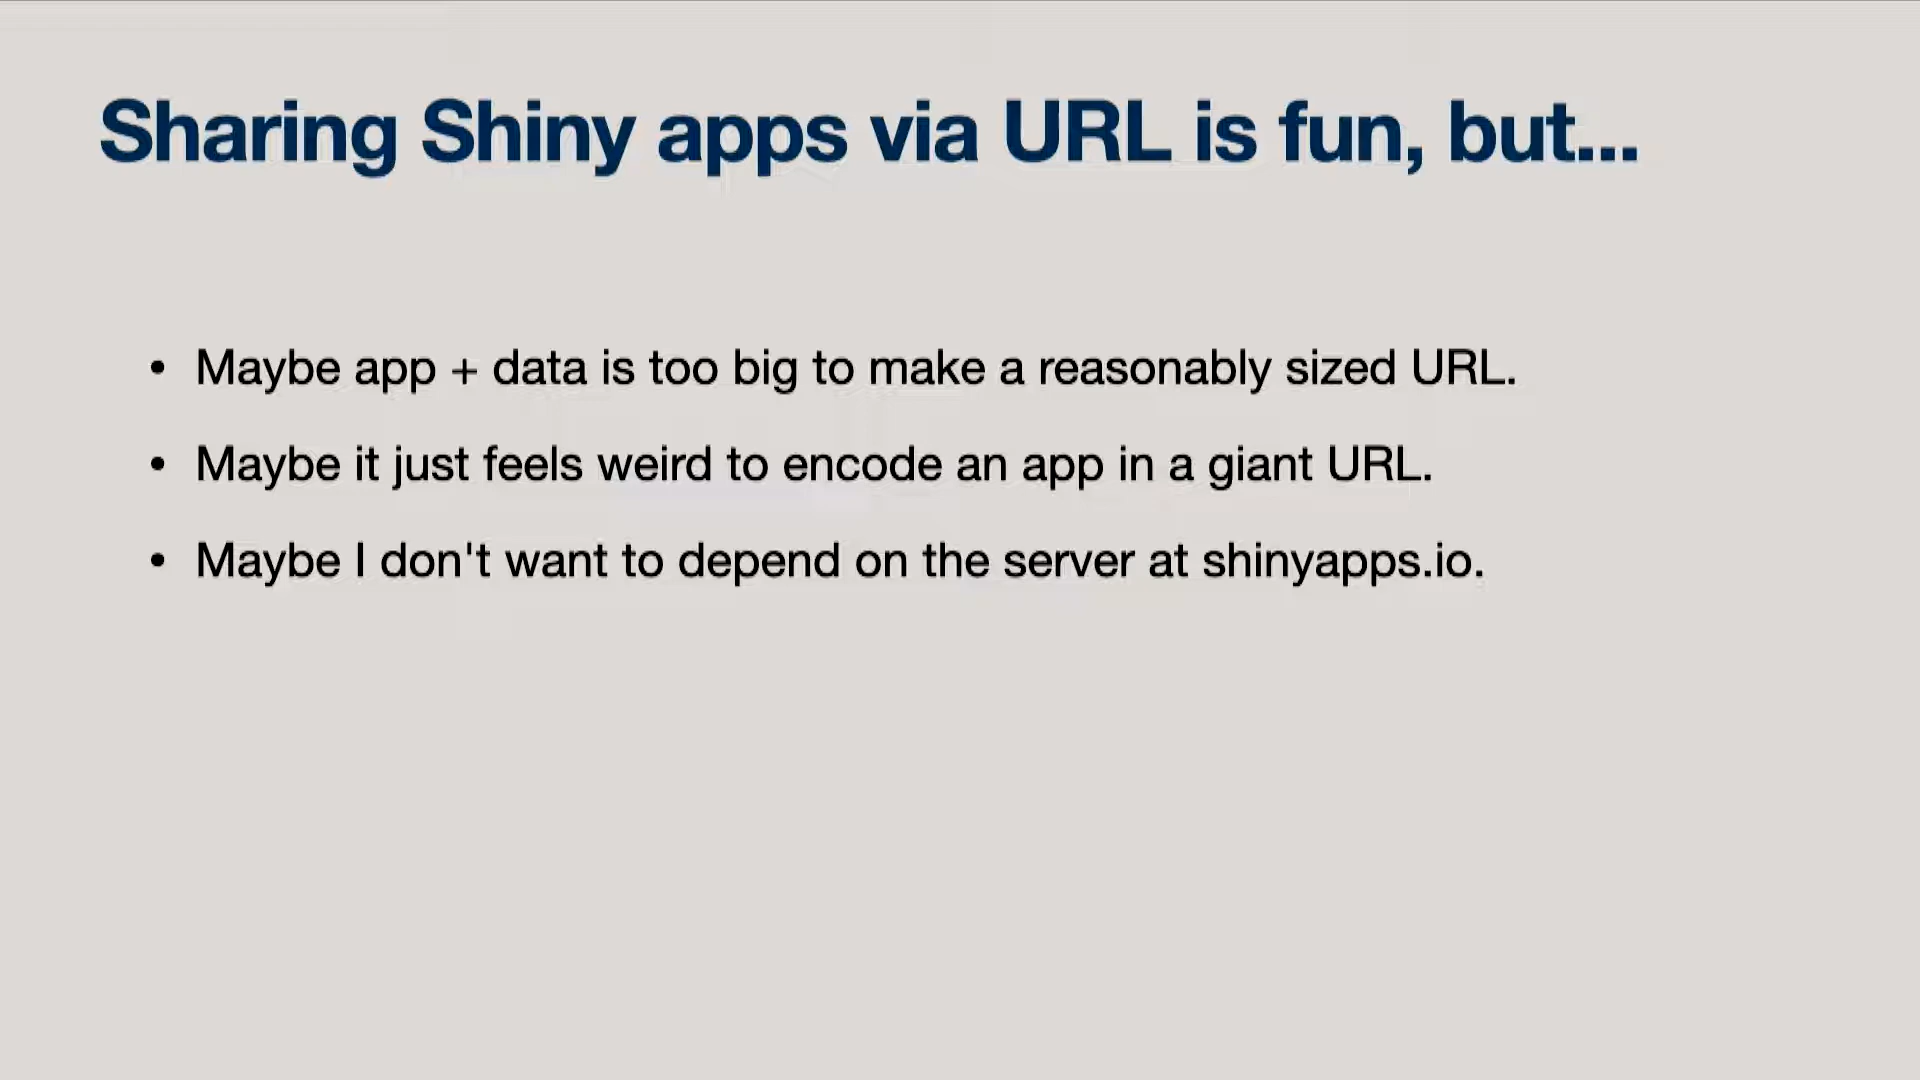 Sharing Shiny apps via URL is fun, but...
• Maybe app + data is too big to make a reasonably sized URL.
• Maybe it just feels weird to encode an app in a giant URL.
• Maybe I don't want to depend on the server at shinyapps.io.